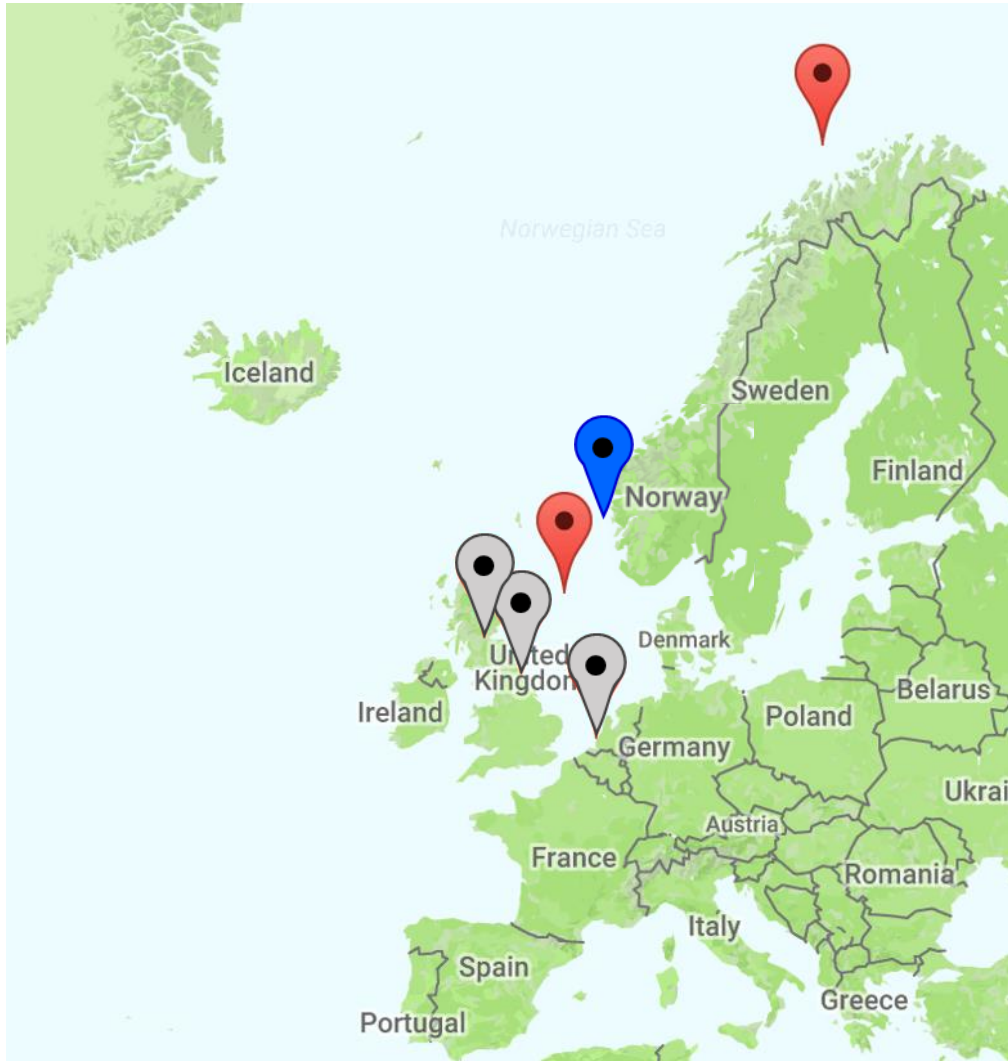 Norwegian Sea
Iceland
Sweden
Finland
Norway
United
Kingdom
Denmark
Ireland
Belarus
Poland
Germany
Ukrai
Austria
France
Romania
Italy
Spain
Greece
Portugal